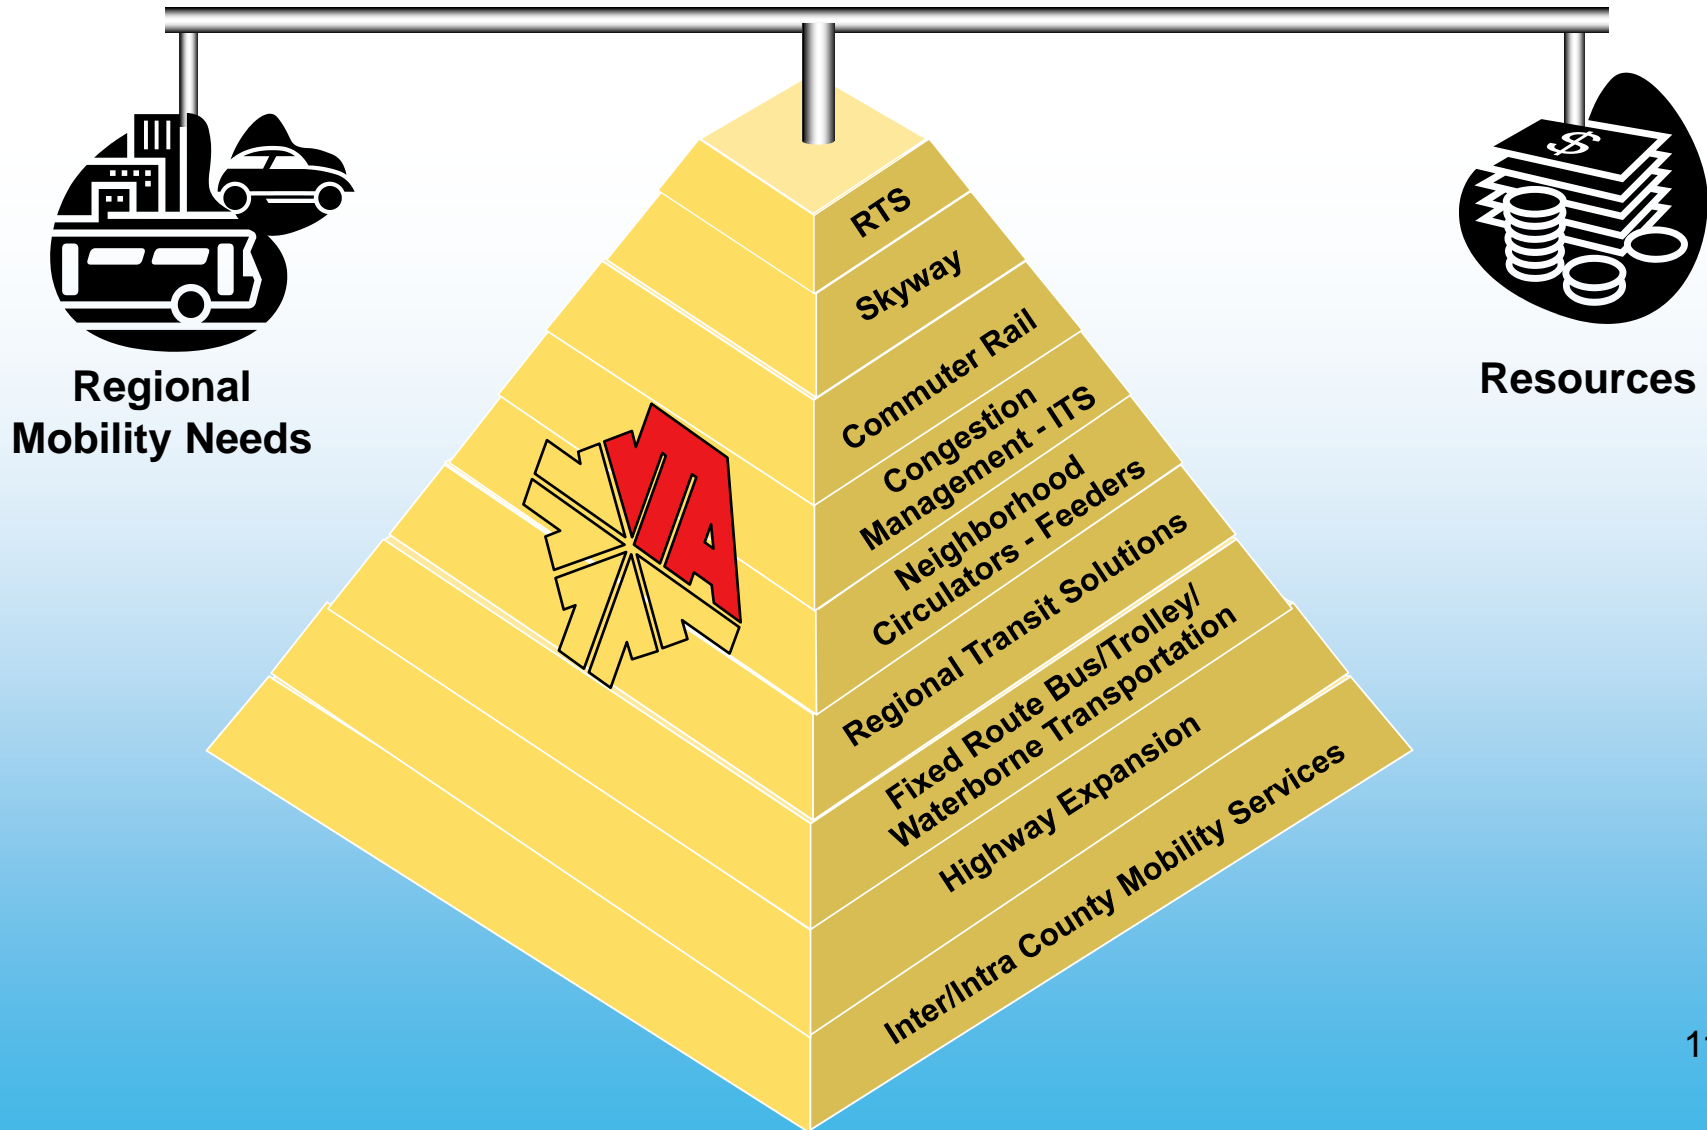 Regional
Mobility Needs
Resources
$
RTS
Skyway
Commuter Rail
Congestion
Management - ITS
Neighborhood
Circulators - Feeders
Regional Transit Solutions
Fixed Route Bus/Trolley/
Waterborne Transportation
Highway Expansion
Inter/Intra County Mobility Services
JTA